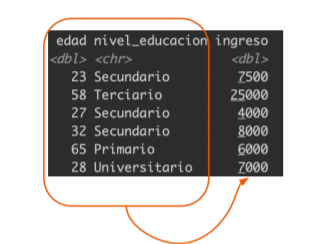 edad nivel_educacion ingreso
<dbl> <chr> <dbl>
23 Secundario 7500
58 Terciario 25000
27 Secundario 4000
32 Secundario 8000
65 Primario 6000
28 Universitario 7000